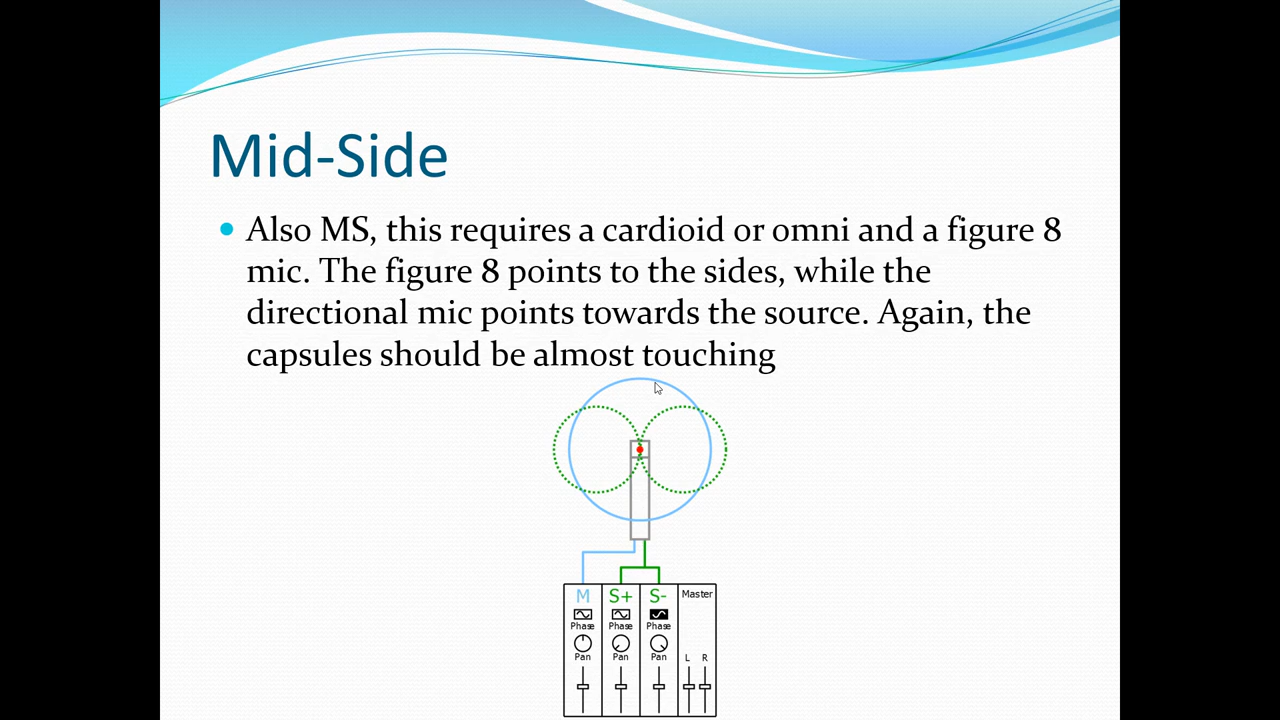 Mid-Side
Also MS, this requires a cardioid or omni and a figure 8
mic. The figure 8 points to the sides, while the
directional mic points towards the source. Again, the
capsules should be almost touching
M S+ S- Master
Phase Phase Phase
Pan Pan Pan L R